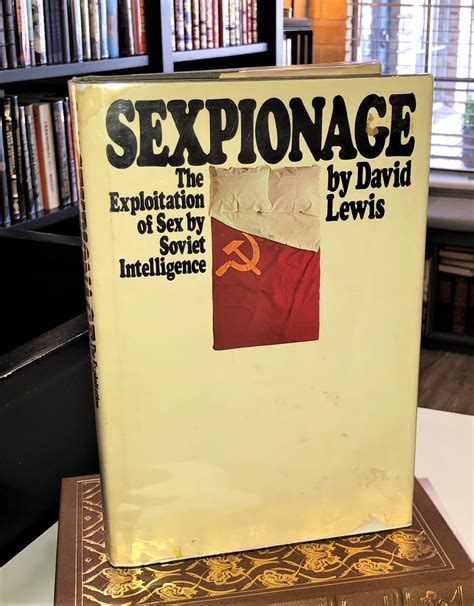 SEXPIONAGE
The
Exploitation
of Sex by
Soviet
Intelligence
by David
Lewis